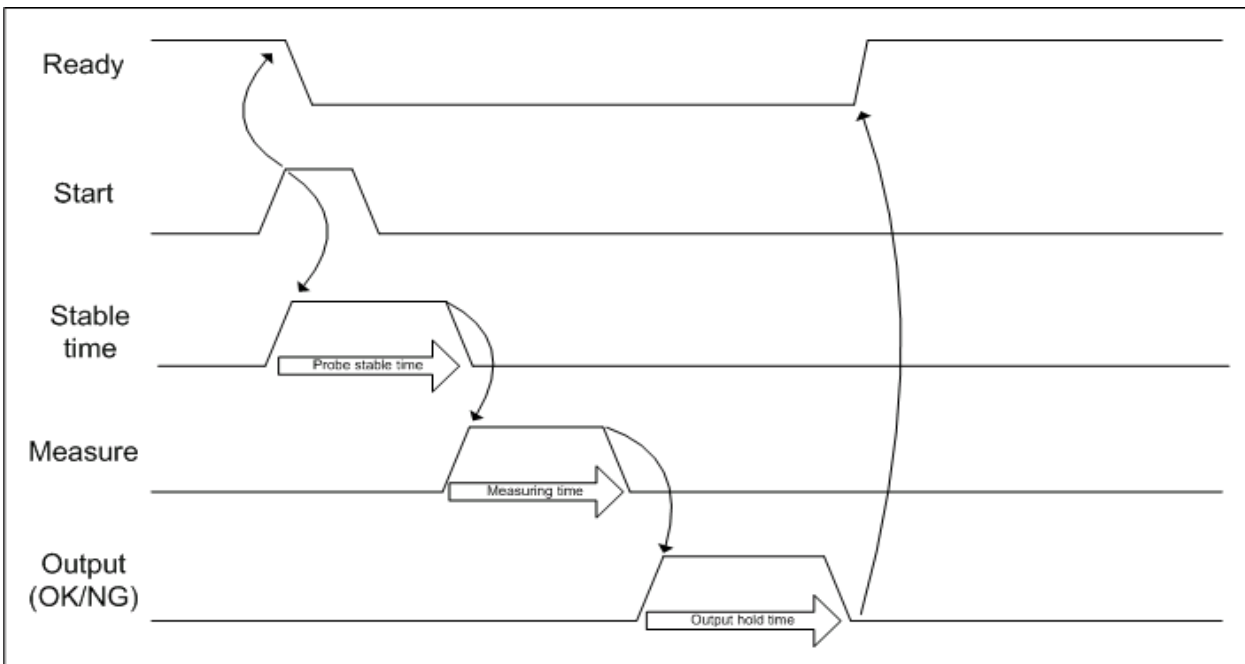 Ready
Start
Stable
time
Probe stable time
Measure
Measuring time
Output
(OK/NG)
Output hold time